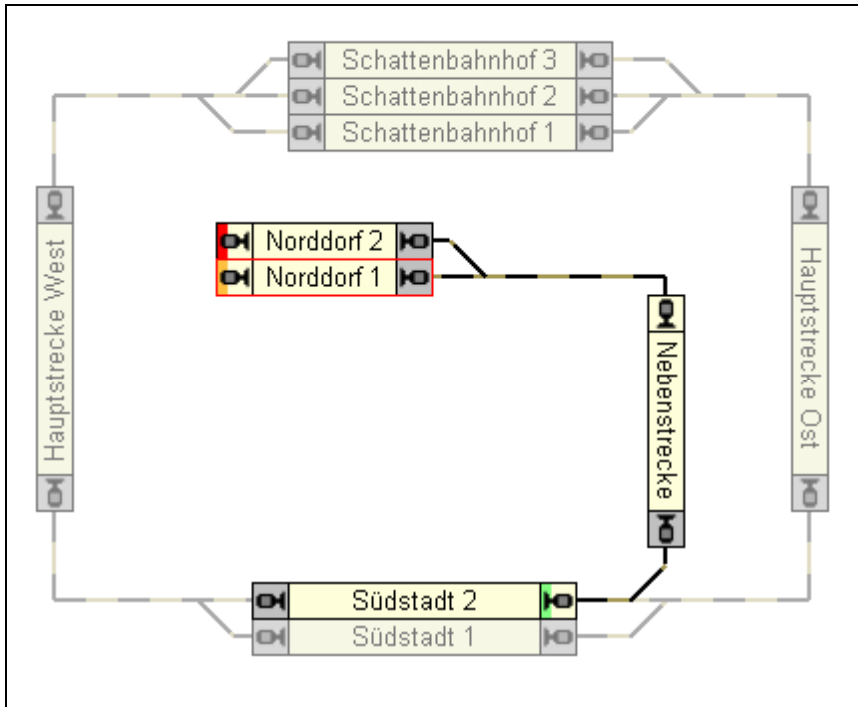 Schattenbahnhof 3
Schattenbahnhof 2
Schattenbahnhof 1
Hauptstrecke West
Norddorf 2
Norddorf 1
Nebenstrecke
Hauptstrecke Ost
Südstadt 2
Südstadt 1